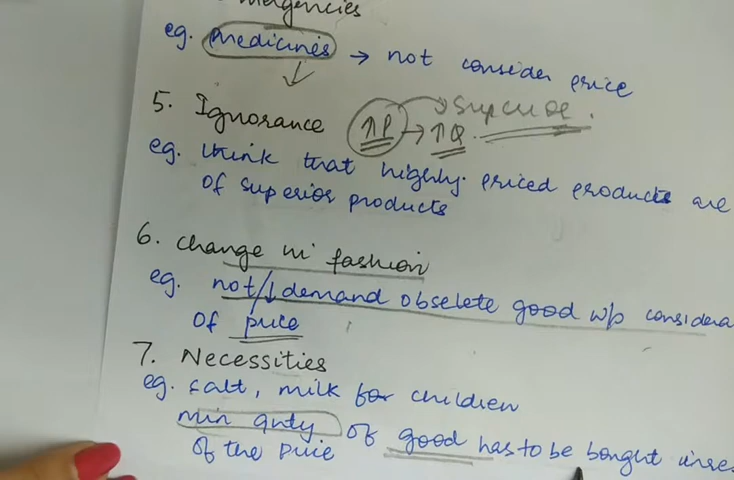 eg. medicines → not consider price
5. Ignorance ↑P → ↑Q
eg. think that highly priced products are
of superior products
6. change in fashion
eg. not/↓ demand obselete good w/o considera
of price
7. Necessities
eg. salt, milk for children
min qnty of good has to be bought irres
of the price